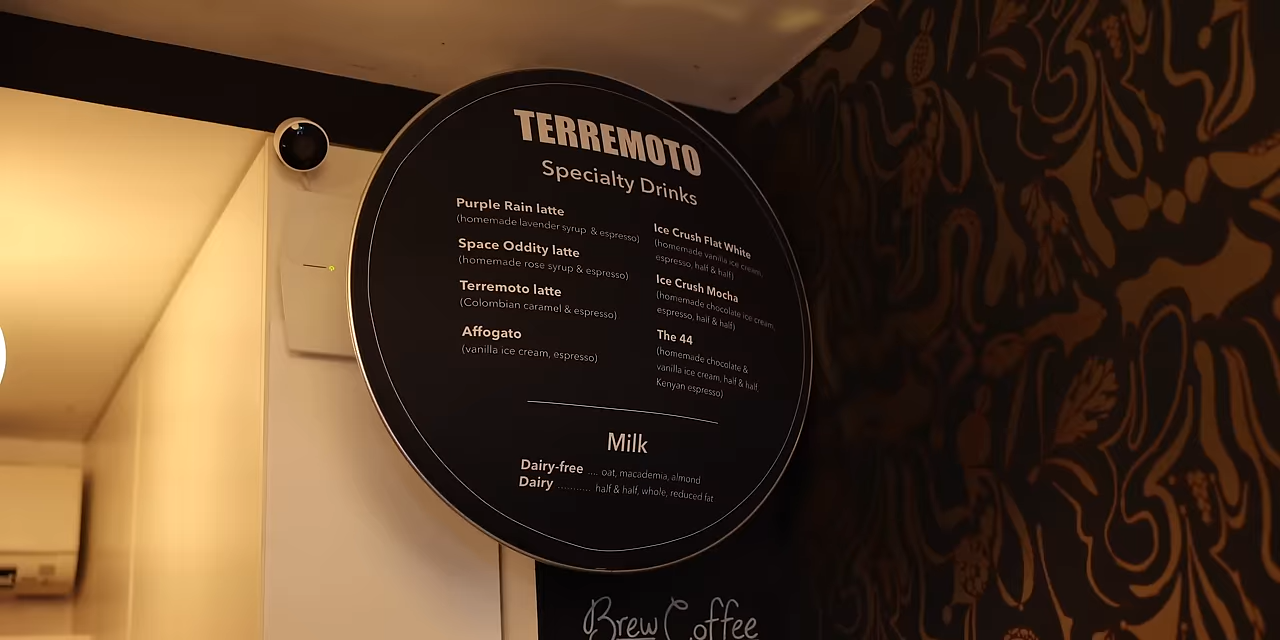 TERREMOTO
Specialty Drinks
Purple Rain latte
(homemade lavender syrup & espresso)
Space Oddity latte
(homemade rose syrup & espresso)
Terremoto latte
(Colombian caramel & espresso)
Affogato
(vanilla ice cream, espresso)
Ice Crush Flat White
(homemade vanilla ice cream,
espresso, half & half)
Ice Crush Mocha
(homemade chocolate ice cream,
espresso, half & half)
The 44
(homemade chocolate &
vanilla ice cream, half & half
Kenyan espresso)
Milk
Dairy-free .... oat, macademia, almond
Dairy ........... half & half, whole, reduced fat
Brew Coffee